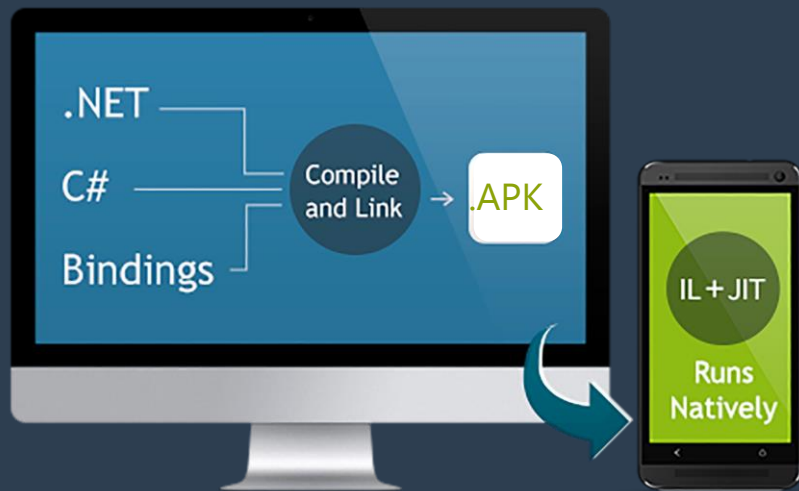 .NET
C#
Bindings
Compile
and Link
.APK
IL+JIT
Runs
Natively